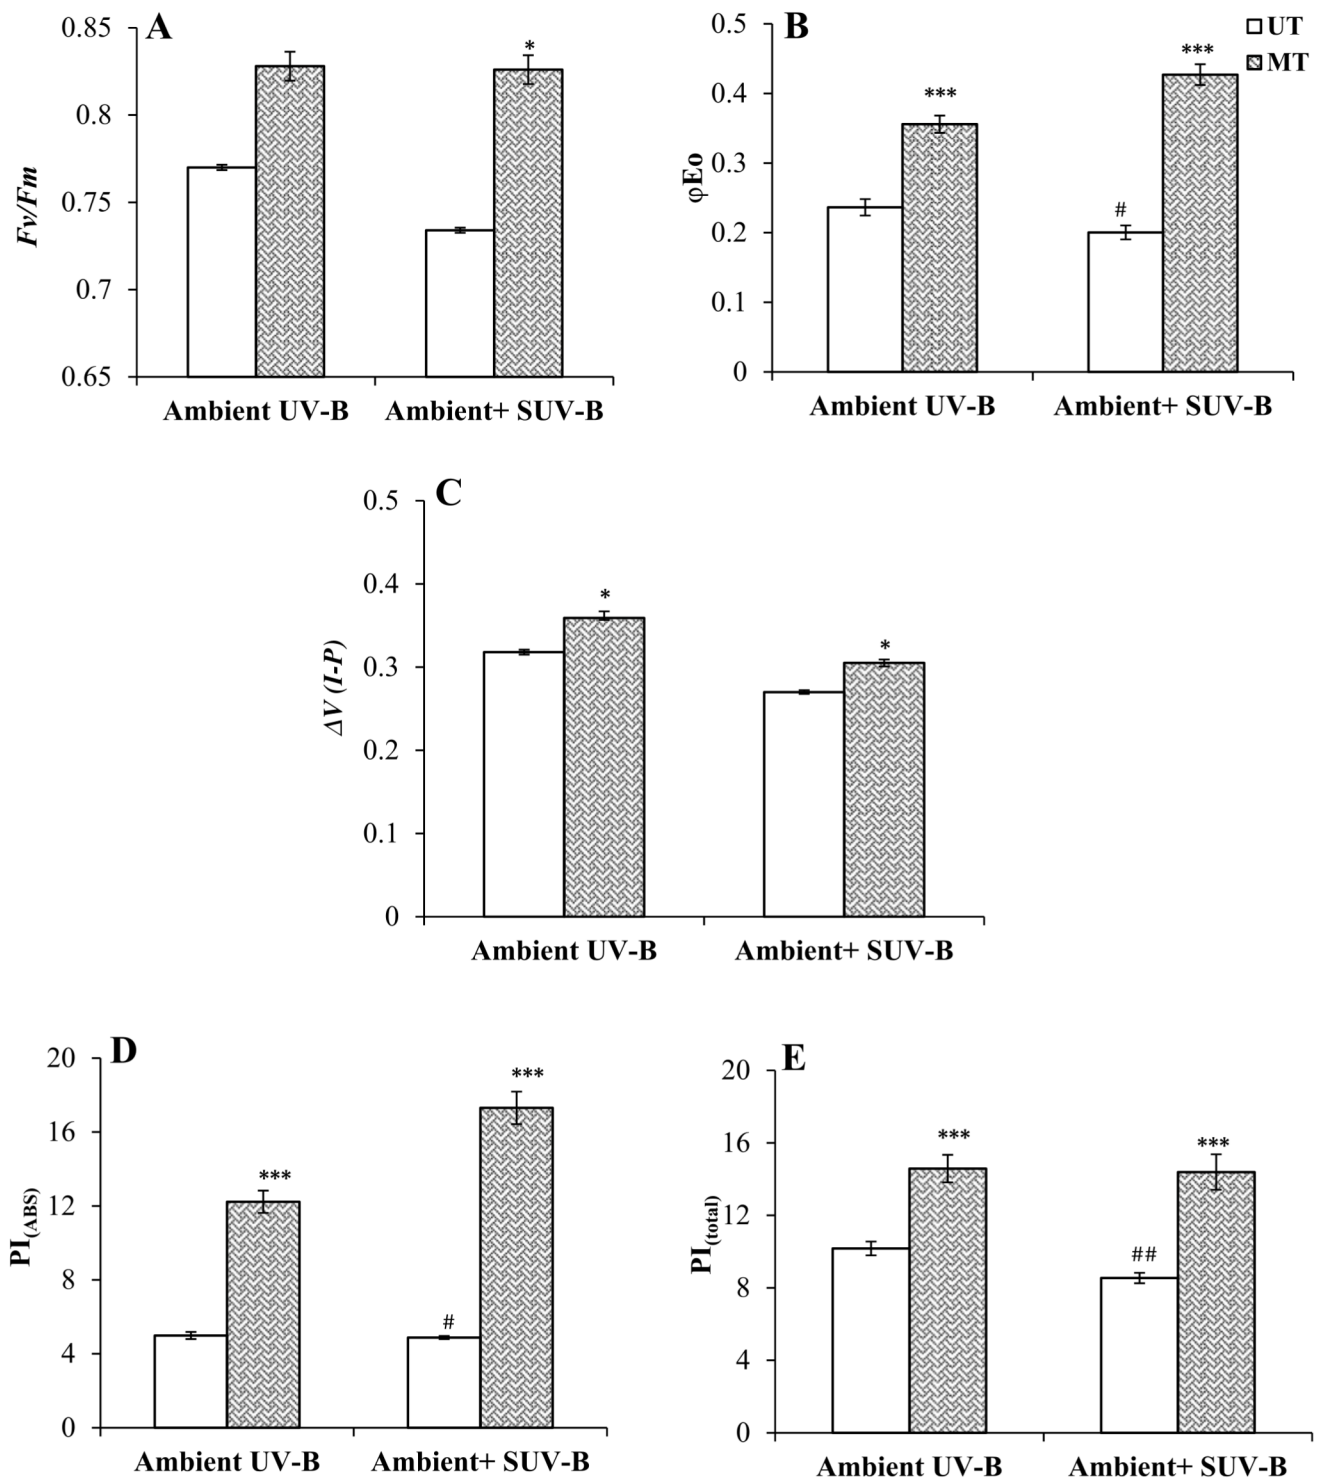 A
0.85
0.8
0.75
0.7
0.65
Fv/Fm
*
Ambient UV-B
Ambient+ SUV-B
B
UT
MT
0.5
0.4
0.3
0.2
0.1
0
φEo
***
#
***
Ambient UV-B
Ambient+ SUV-B
C
0.5
0.4
0.3
0.2
0.1
0
ΔV (I-P)
*
*
Ambient UV-B
Ambient+ SUV-B
D
20
16
12
8
4
0
PI(ABS)
***
#
***
Ambient UV-B
Ambient+ SUV-B
E
20
16
12
8
4
0
PI(total)
***
##
***
Ambient UV-B
Ambient+ SUV-B